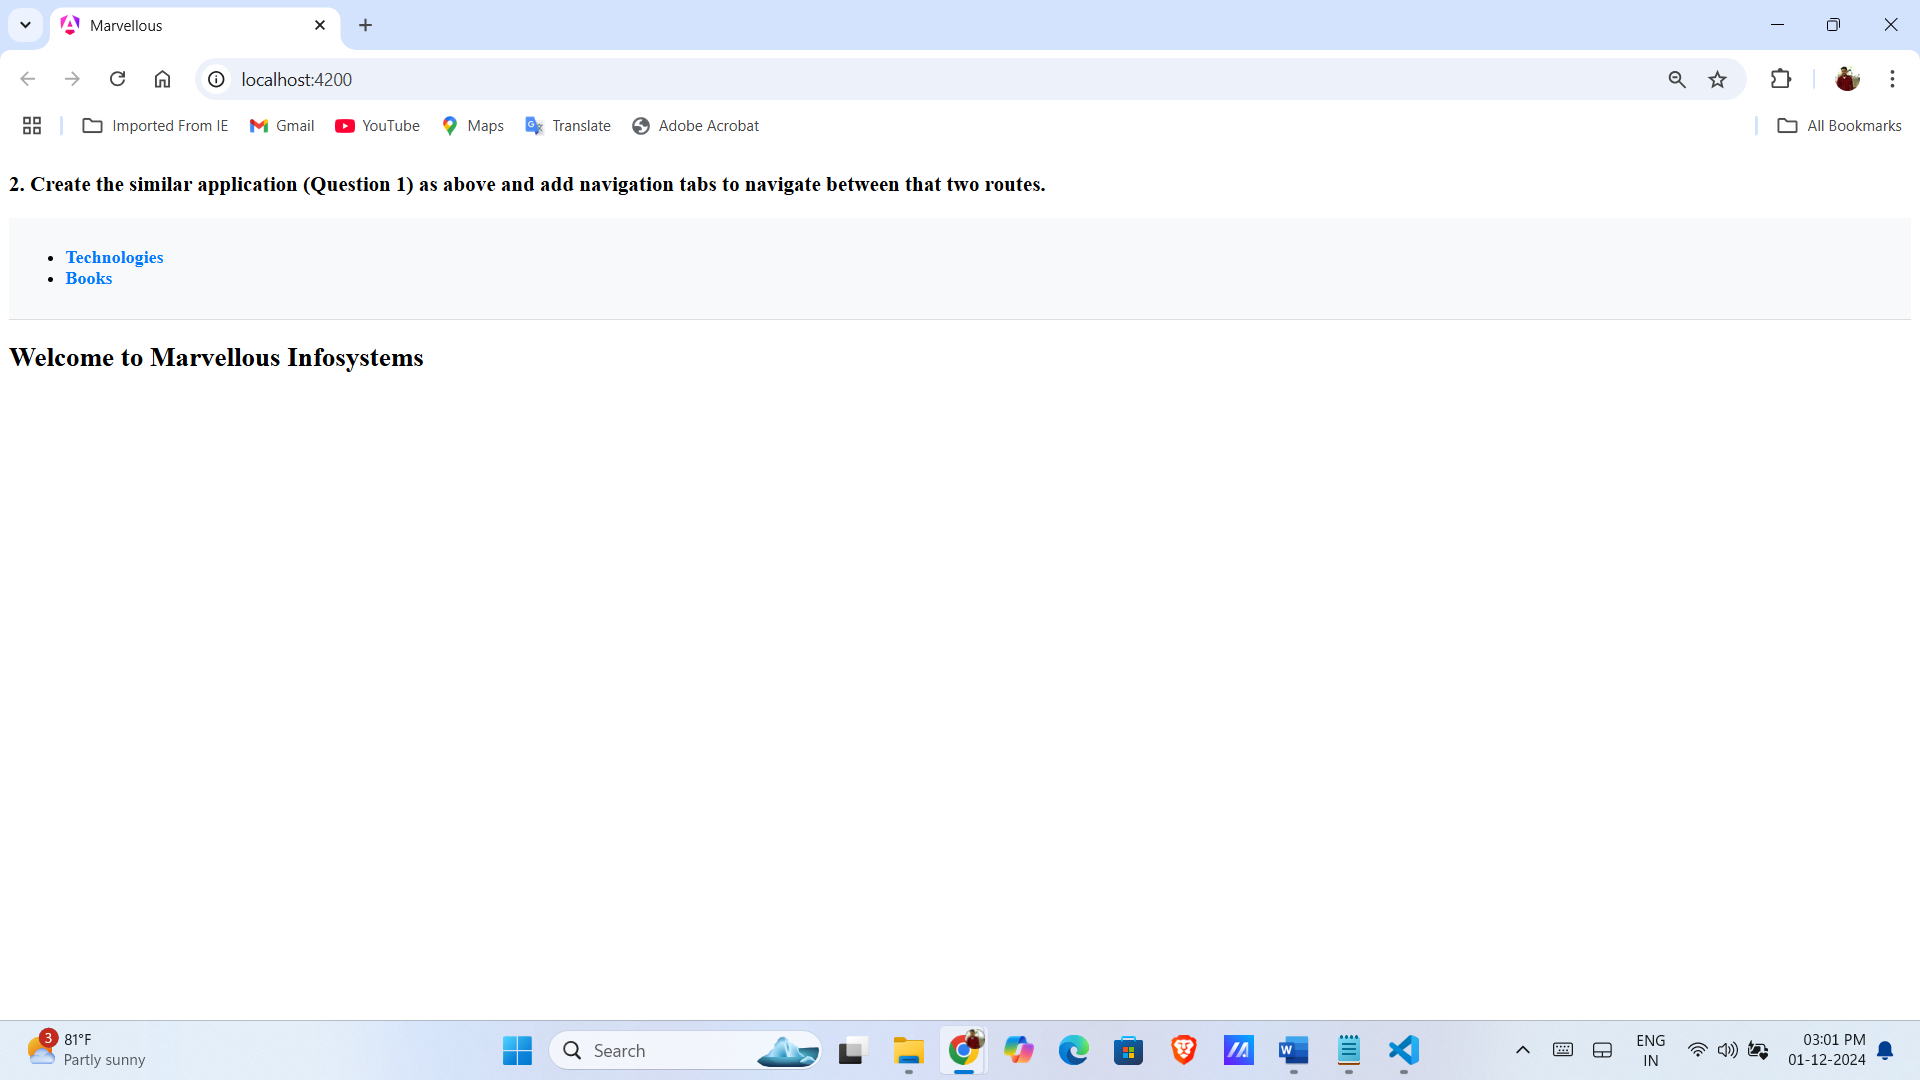 Marvellous
localhost:4200
Imported From IE
Gmail
YouTube
Maps
Translate
Adobe Acrobat
All Bookmarks
2. Create the similar application (Question 1) as above and add navigation tabs to navigate between that two routes.
Technologies
Books
Welcome to Marvellous Infosystems
3
81°F
Partly sunny
Search
ENG
IN
03:01 PM
01-12-2024